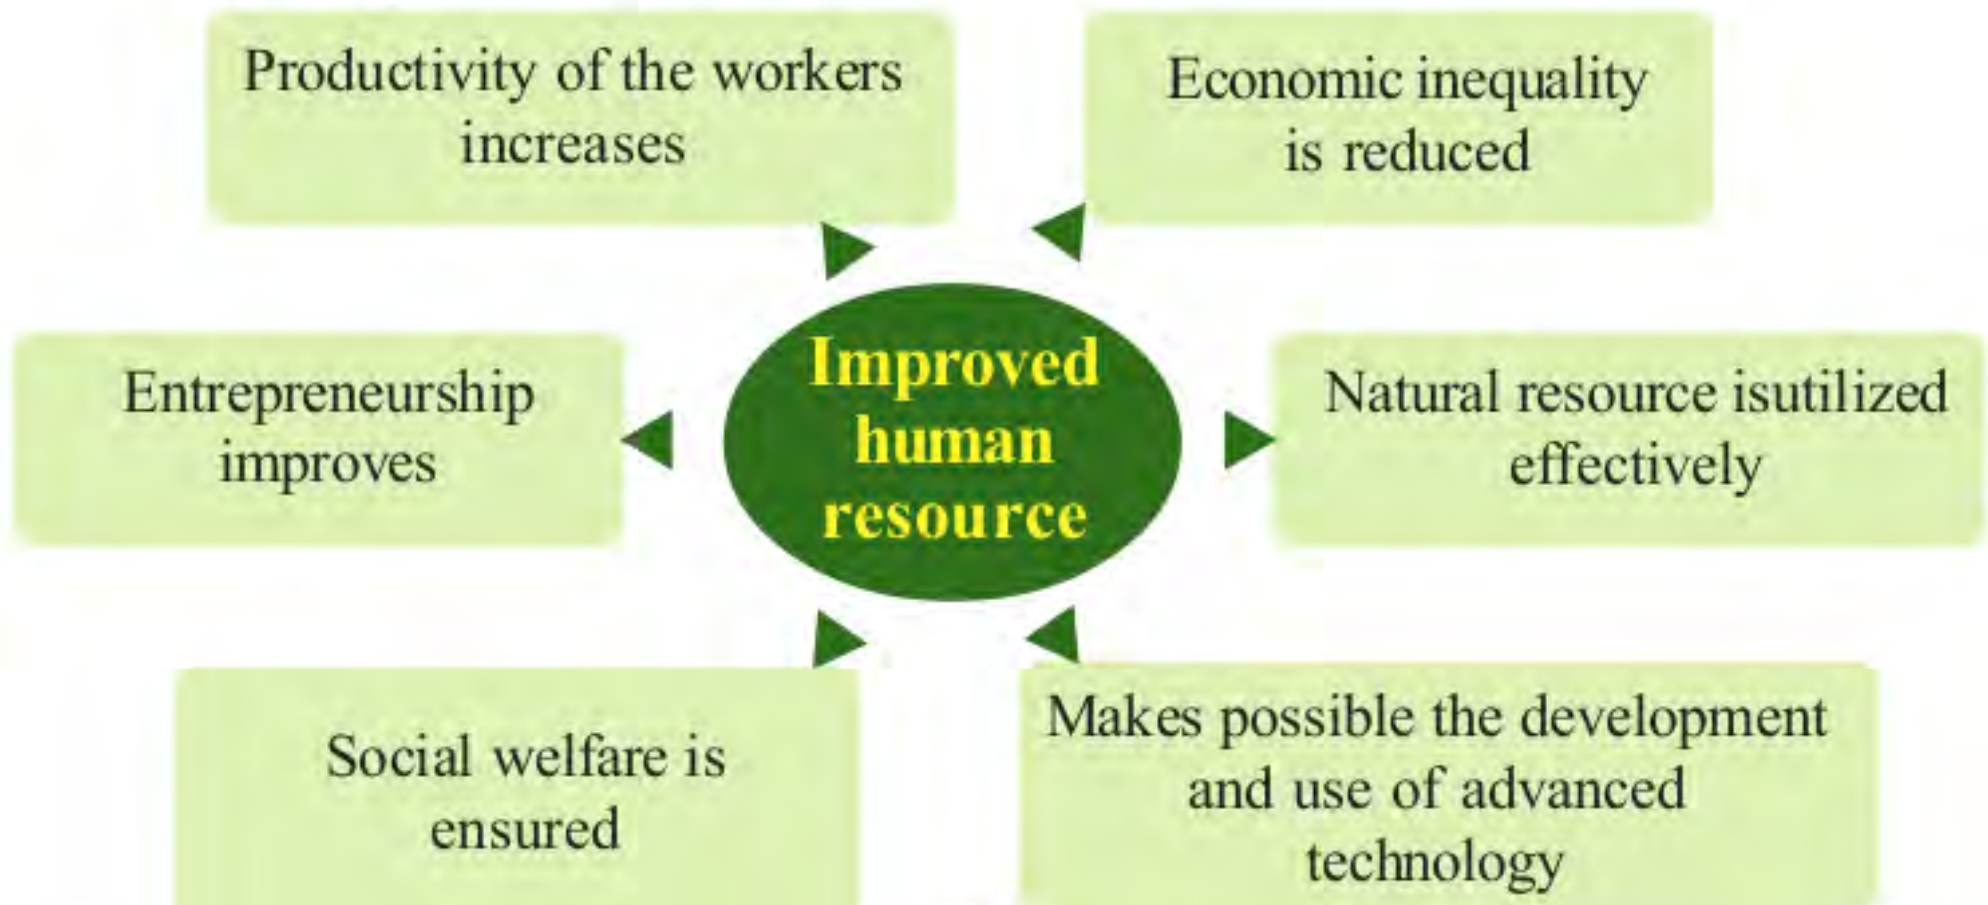 Productivity of the workers
increases
Economic inequality
is reduced
Entrepreneurship
improves
Improved
human
resource
Natural resource isutilized
effectively
Social welfare is
ensured
Makes possible the development
and use of advanced
technology